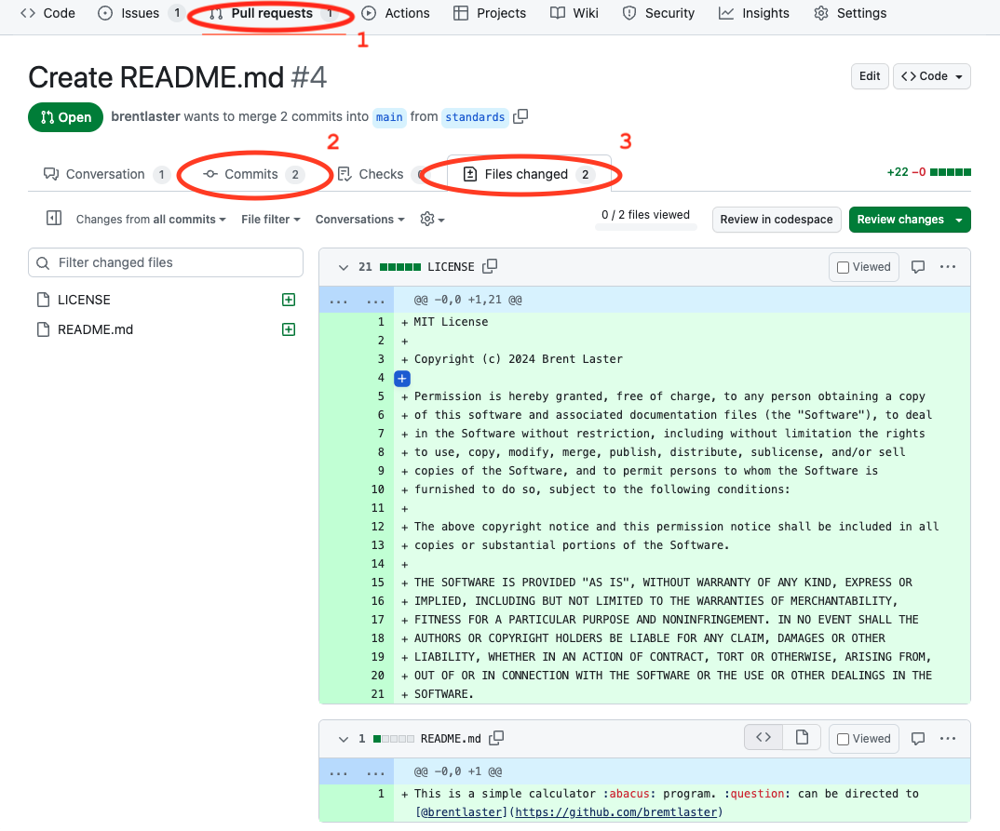 Code Issues 1 Pull requests 1 Actions Projects Wiki Security Insights Settings
1
Create README.md #4
Edit <> Code
Open brentlaster wants to merge 2 commits into main from standards
2 3
Conversation 1 Commits 2 Checks Files changed 2 +22 −0
Changes from all commits File filter Conversations 0 / 2 files viewed Review in codespace Review changes
Filter changed files
LICENSE
README.md
21 LICENSE Viewed ...
... ... @@ -0,0 +1,21 @@
1 + MIT License
2 +
3 + Copyright (c) 2024 Brent Laster
4 +
5 + Permission is hereby granted, free of charge, to any person obtaining a copy
6 + of this software and associated documentation files (the "Software"), to deal
7 + in the Software without restriction, including without limitation the rights
8 + to use, copy, modify, merge, publish, distribute, sublicense, and/or sell
9 + copies of the Software, and to permit persons to whom the Software is
10 + furnished to do so, subject to the following conditions:
11 +
12 + The above copyright notice and this permission notice shall be included in all
13 + copies or substantial portions of the Software.
14 +
15 + THE SOFTWARE IS PROVIDED "AS IS", WITHOUT WARRANTY OF ANY KIND, EXPRESS OR
16 + IMPLIED, INCLUDING BUT NOT LIMITED TO THE WARRANTIES OF MERCHANTABILITY,
17 + FITNESS FOR A PARTICULAR PURPOSE AND NONINFRINGEMENT. IN NO EVENT SHALL THE
18 + AUTHORS OR COPYRIGHT HOLDERS BE LIABLE FOR ANY CLAIM, DAMAGES OR OTHER
19 + LIABILITY, WHETHER IN AN ACTION OF CONTRACT, TORT OR OTHERWISE, ARISING FROM,
20 + OUT OF OR IN CONNECTION WITH THE SOFTWARE OR THE USE OR OTHER DEALINGS IN THE
21 + SOFTWARE.
1 README.md <> Viewed ...
... ... @@ -0,0 +1 @@
1 + This is a simple calculator :abacus: program. :question: can be directed to
[@brentlaster](https://github.com/bremtlaster)